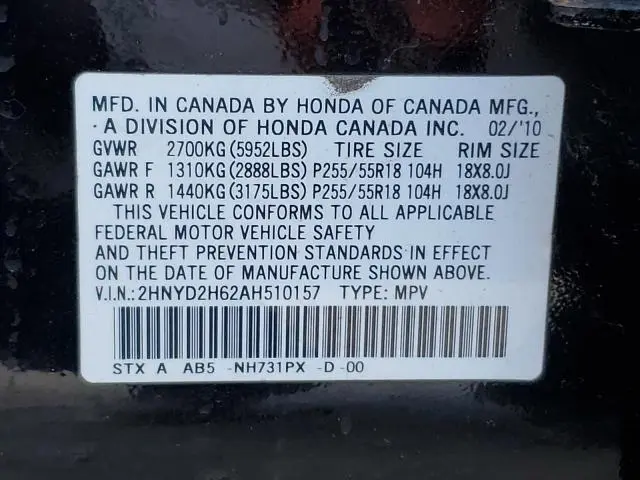 MFD. IN CANADA BY HONDA OF CANADA MFG.,
A DIVISION OF HONDA CANADA INC. 02/'10
GVWR 2700KG(5952LBS) TIRE SIZE RIM SIZE
GAWR F 1310KG(2888LBS) P255/55R18 104H 18X8.0J
GAWR R 1440KG(3175LBS) P255/55R18 104H 18X8.0J
THIS VEHICLE CONFORMS TO ALL APPLICABLE
FEDERAL MOTOR VEHICLE SAFETY
AND THEFT PREVENTION STANDARDS IN EFFECT
ON THE DATE OF MANUFACTURE SHOWN ABOVE.
V.I.N.:2HNYD2H62AH510157 TYPE: MPV
STX A AB5 -NH731PX -D -00